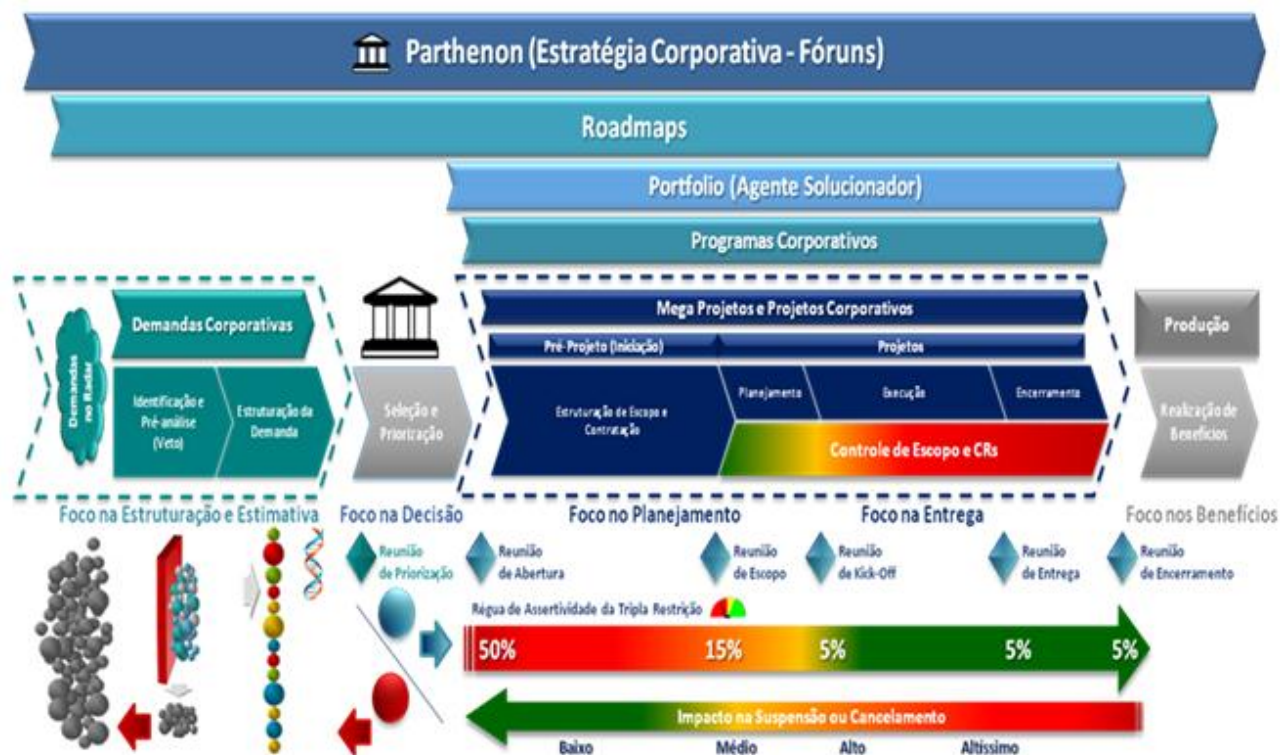 Parthenon (Estratégia Corporativa - Fóruns)
Roadmaps
Portfolio (Agente Solucionador)
Programas Corporativos
Demandas
no Radar
Demandas Corporativas
Identificação e
Pré-análise
(Veto)
Estruturação da
Demanda
Seleção e
Priorização
Mega Projetos e Projetos Corporativos
Pré-Projeto (Iniciação)
Projetos
Estruturação de Escopo e
Contratação
Planejamento
Execução
Encerramento
Controle de Escopo e CRs
Produção
Realização de
Benefícios
Foco na Estruturação e Estimativa
Foco na Decisão
Foco no Planejamento
Foco na Entrega
Foco nos Benefícios
Reunião
de Priorização
Reunião
de Abertura
Reunião
de Escopo
Reunião
de Kick-Off
Reunião
de Entrega
Reunião
de Encerramento
Régua de Assertividade da Tripla Restrição
50%
15%
5%
5%
5%
Impacto na Suspensão ou Cancelamento
Baixo
Médio
Alto
Altíssimo